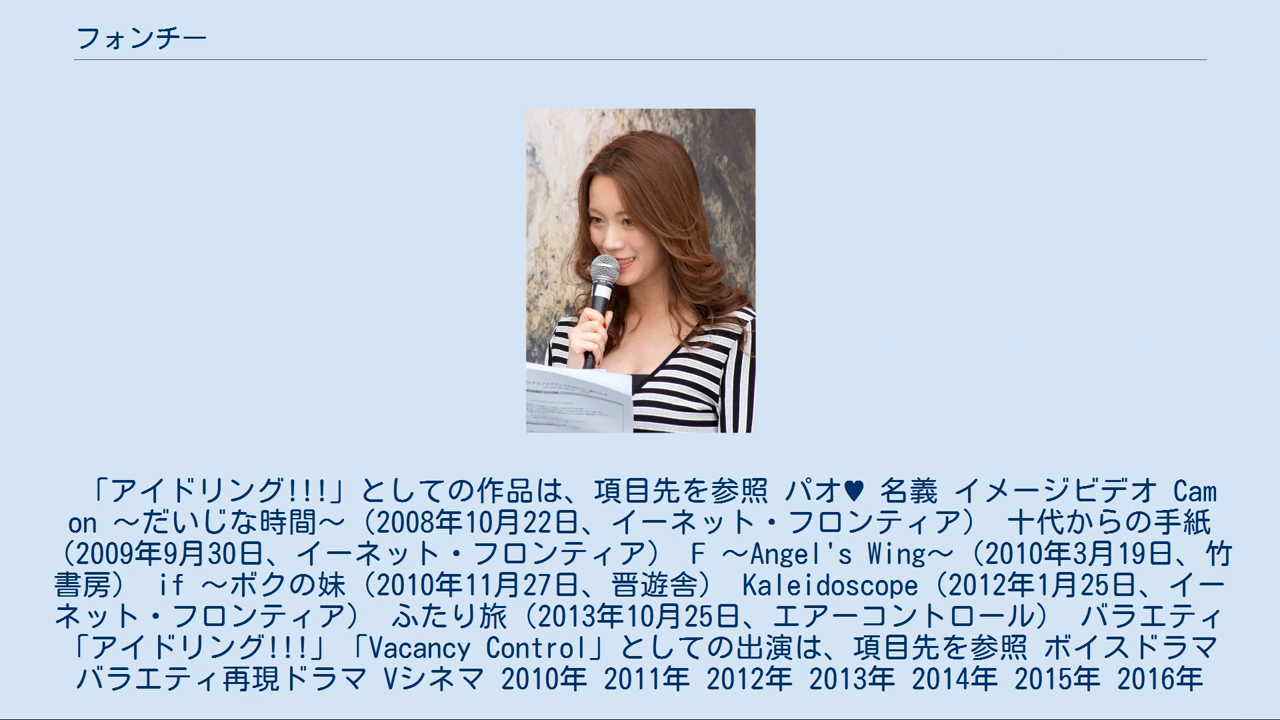 フォンチー
「アイドリング!!!」としての作品は、項目先を参照 パオ♥ 名義 イメージビデオ Cam
on ～だいじな時間～（2008年10月22日、イーネット・フロンティア） 十代からの手紙
（2009年9月30日、イーネット・フロンティア） F ～Angel's Wing～（2010年3月19日、竹
書房） if ～ボクの妹（2010年11月27日、晋遊舎） Kaleidoscope（2012年1月25日、イー
ネット・フロンティア） ふたり旅（2013年10月25日、エアーコントロール） バラエティ
「アイドリング!!!」「Vacancy Control」としての出演は、項目先を参照 ボイスドラマ
バラエティ再現ドラマ Vシネマ 2010年 2011年 2012年 2013年 2014年 2015年 2016年